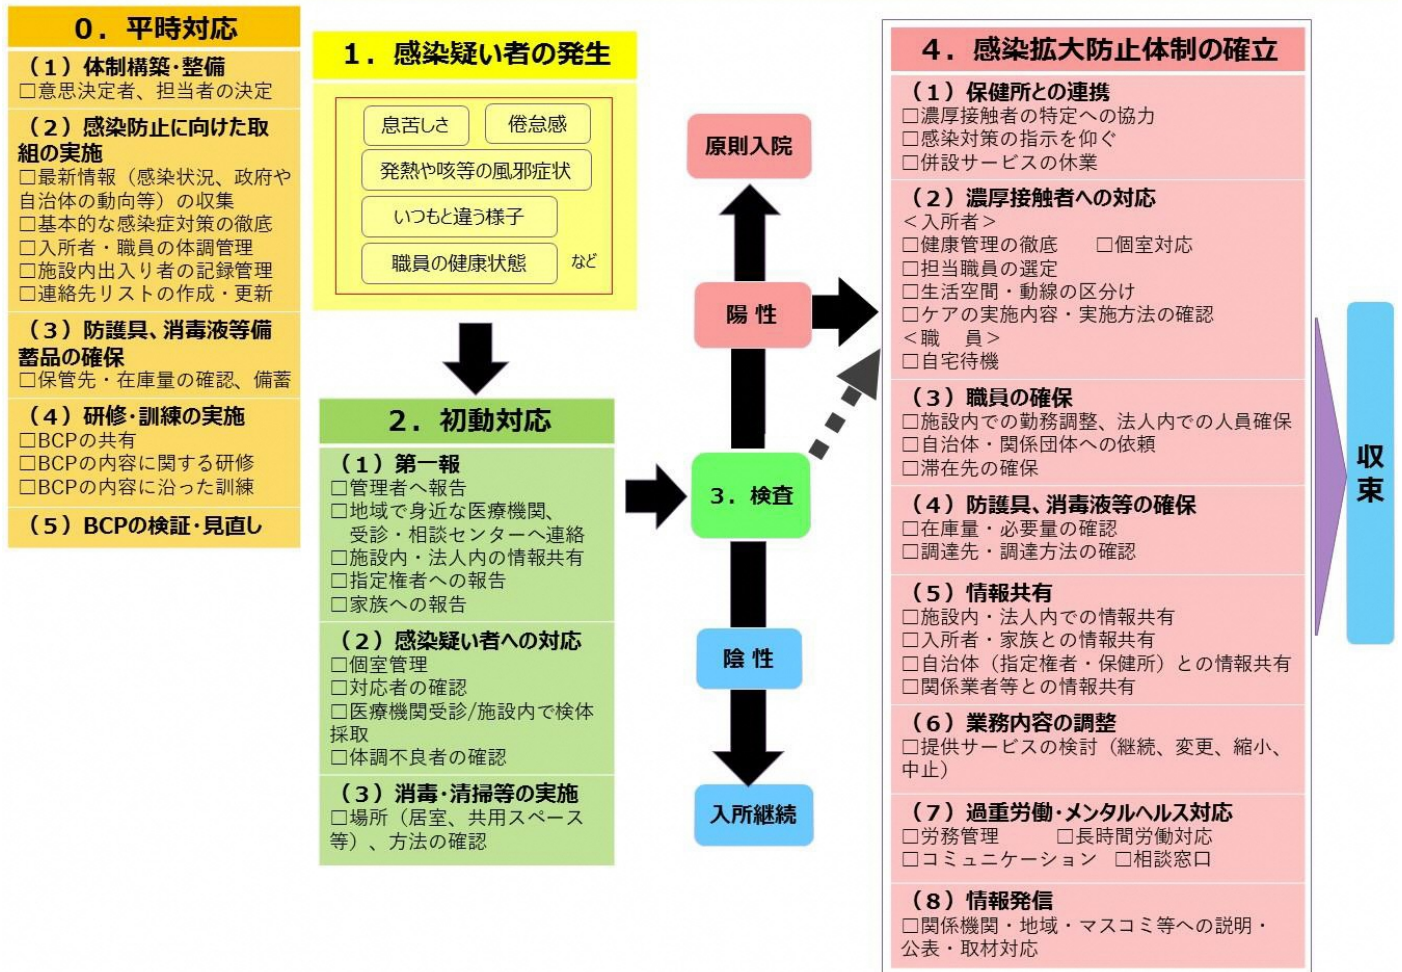 0．平時対応
（1）体制構築・整備
□意思決定者、担当者の決定
（2）感染防止に向けた取
組の実施
□最新情報（感染状況、政府や
自治体の動向等）の収集
□基本的な感染症対策の徹底
□入所者・職員の体調管理
□施設内出入り者の記録管理
□連絡先リストの作成・更新
（3）防護具、消毒液等備
蓄品の確保
□保管先・在庫量の確認、備蓄
（4）研修・訓練の実施
□BCPの共有
□BCPの内容に関する研修
□BCPの内容に沿った訓練
（5）BCPの検証・見直し
1．感染疑い者の発生
息苦しさ
倦怠感
発熱や咳等の風邪症状
いつもと違う様子
職員の健康状態
など
2．初動対応
（1）第一報
□管理者へ報告
□地域で身近な医療機関、
受診・相談センターへ連絡
□施設内・法人内の情報共有
□指定権者への報告
□家族への報告
（2）感染疑い者への対応
□個室管理
□対応者の確認
□医療機関受診/施設内で検体
採取
□体調不良者の確認
（3）消毒・清掃等の実施
□場所（居室、共用スペース
等）、方法の確認
原則入院
陽 性
3．検査
陰 性
入所継続
4．感染拡大防止体制の確立
（1）保健所との連携
□濃厚接触者の特定への協力
□感染対策の指示を仰ぐ
□併設サービスの休業
（2）濃厚接触者への対応
＜入所者＞
□健康管理の徹底　　□個室対応
□担当職員の選定
□生活空間・動線の区分け
□ケアの実施内容・実施方法の確認
＜職　員＞
□自宅待機
（3）職員の確保
□施設内での勤務調整、法人内での人員確保
□自治体・関係団体への依頼
□滞在先の確保
（4）防護具、消毒液等の確保
□在庫量・必要量の確認
□調達先・調達方法の確認
（5）情報共有
□施設内・法人内での情報共有
□入所者・家族との情報共有
□自治体（指定権者・保健所）との情報共有
□関係業者等との情報共有
（6）業務内容の調整
□提供サービスの検討（継続、変更、縮小、
中止）
（7）過重労働・メンタルヘルス対応
□労務管理　　　□長時間労働対応
□コミュニケーション　□相談窓口
（8）情報発信
□関係機関・地域・マスコミ等への説明・
公表・取材対応
収束